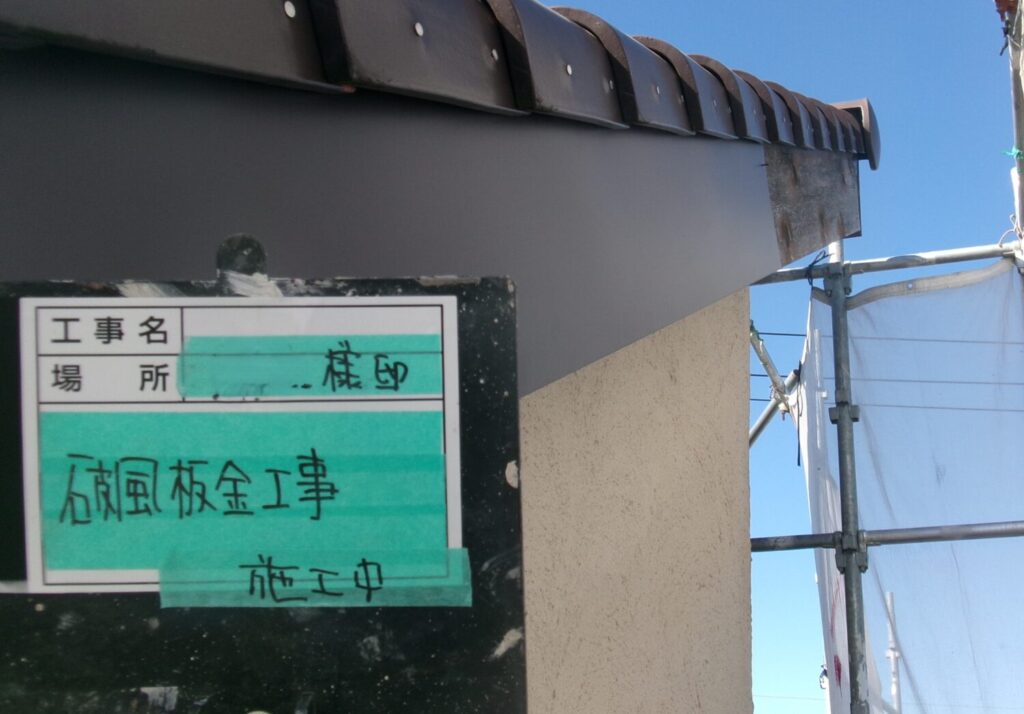 工事名
場所
様邸
破風板金工事
施工中